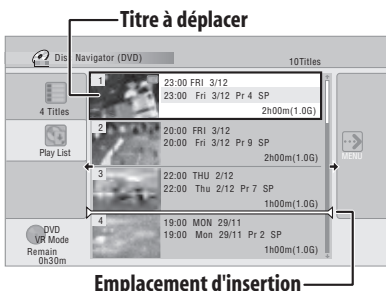 Titre à déplacer
Disc Navigator (DVD)
10Titles
4 Titles
Play List
DVD
VR Mode
Remain
0h30m
1
23:00 FRI 3/12
23:00 Fri 3/12 Pr 4 SP
2h00m(1.0G)
2
20:00 FRI 3/12
20:00 Fri 3/12 Pr 9 SP
2h00m(1.0G)
3
22:00 THU 2/12
22:00 Thu 2/12 Pr 7 SP
1h00m(1.0G)
4
19:00 MON 29/11
19:00 Mon 29/11 Pr 2 SP
1h00m(1.0G)
MENU
Emplacement d'insertion